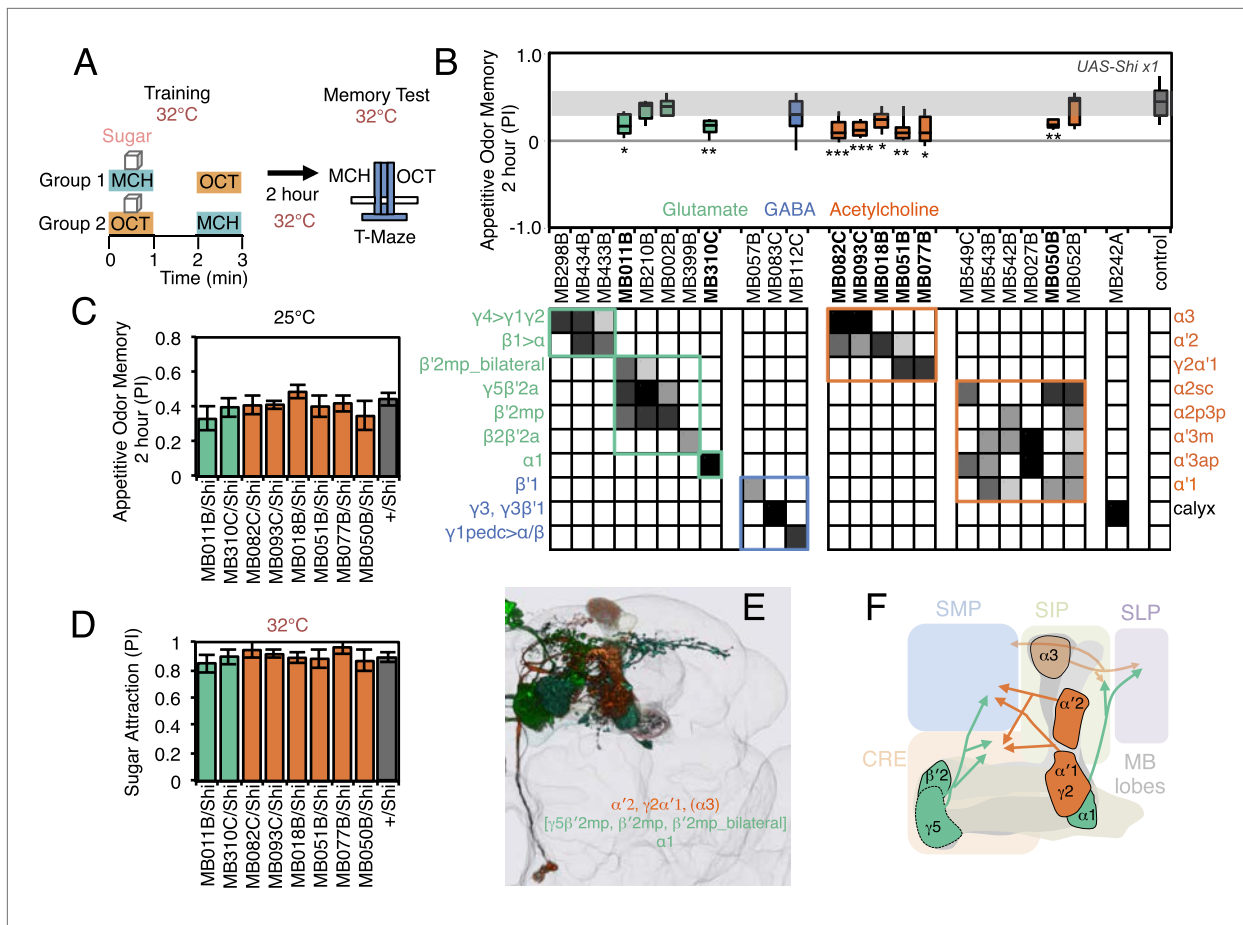 A
Training
32°C
Memory Test
32°C
Sugar
Group 1 MCH OCT
Group 2 OCT MCH
0 1 2 3
Time (min)
2 hour
32°C
MCH OCT
T-Maze
B
Appetitive Odor Memory
2 hour (PI)
1.0
0
-1.0
UAS-Shi x1
* ** *** *** * ** * **
Glutamate GABA Acetylcholine
MB298B
MB434B
MB433B
MB011B
MB210B
MB002B
MB399B
MB310C
MB057B
MB083C
MB112C
MB082C
MB093C
MB018B
MB051B
MB077B
MB549C
MB543B
MB542B
MB027B
MB050B
MB052B
MB242A
control
γ4>γ1γ2
β1>α
β'2mp_bilateral
γ5β'2a
β'2mp
β2β'2a
α1
β'1
γ3, γ3β'1
γ1pedc>α/β
α3
α'2
γ2α'1
α2sc
α2p3p
α'3m
α'3ap
α'1
calyx
C
25°C
Appetitive Odor Memory
2 hour (PI)
0.8
0.6
0.4
0.2
0
MB011B/Shi
MB310C/Shi
MB082C/Shi
MB093C/Shi
MB018B/Shi
MB051B/Shi
MB077B/Shi
MB050B/Shi
+/Shi
D
32°C
Sugar Attraction (PI)
1
0.8
0.6
0.4
0.2
0
MB011B/Shi
MB310C/Shi
MB082C/Shi
MB093C/Shi
MB018B/Shi
MB051B/Shi
MB077B/Shi
MB050B/Shi
+/Shi
E
α'2, γ2α'1, (α3)
[γ5β'2mp, β'2mp, β'2mp_bilateral]
α1
F
SMP SIP SLP
α3
α'2
CRE
MB
lobes
β'2
γ5
α'1
γ2
α1